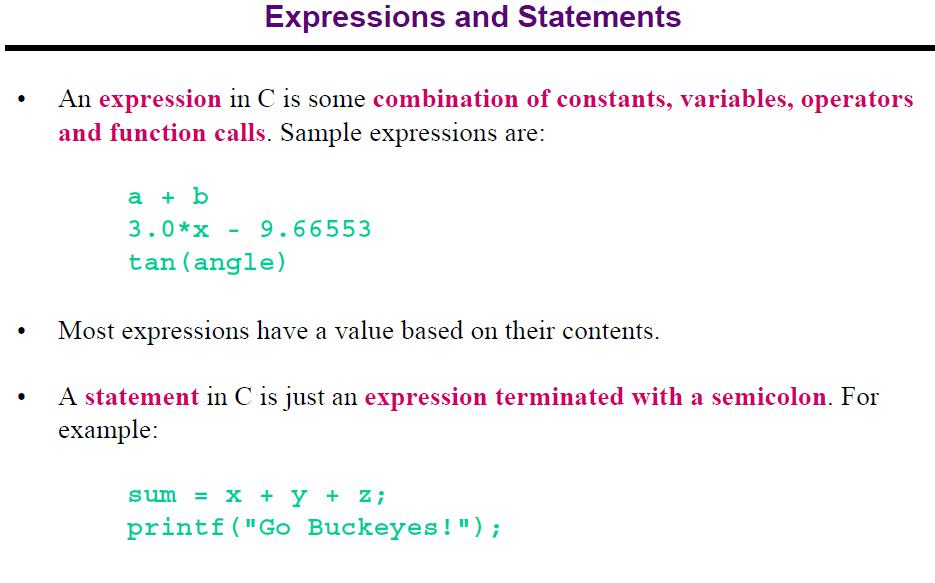 Expressions and Statements
• An expression in C is some combination of constants, variables, operators
and function calls. Sample expressions are:
a + b
3.0*x - 9.66553
tan(angle)
• Most expressions have a value based on their contents.
• A statement in C is just an expression terminated with a semicolon. For
example:
sum = x + y + z;
printf("Go Buckeyes!");